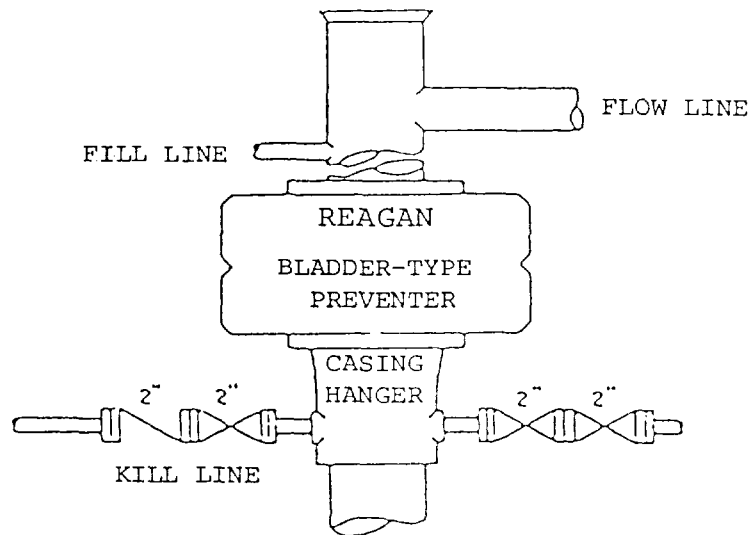 FLOW LINE
FILL LINE
REAGAN
BLADDER-TYPE
PREVENTER
CASING
HANGER
2" 2" 2" 2"
KILL LINE